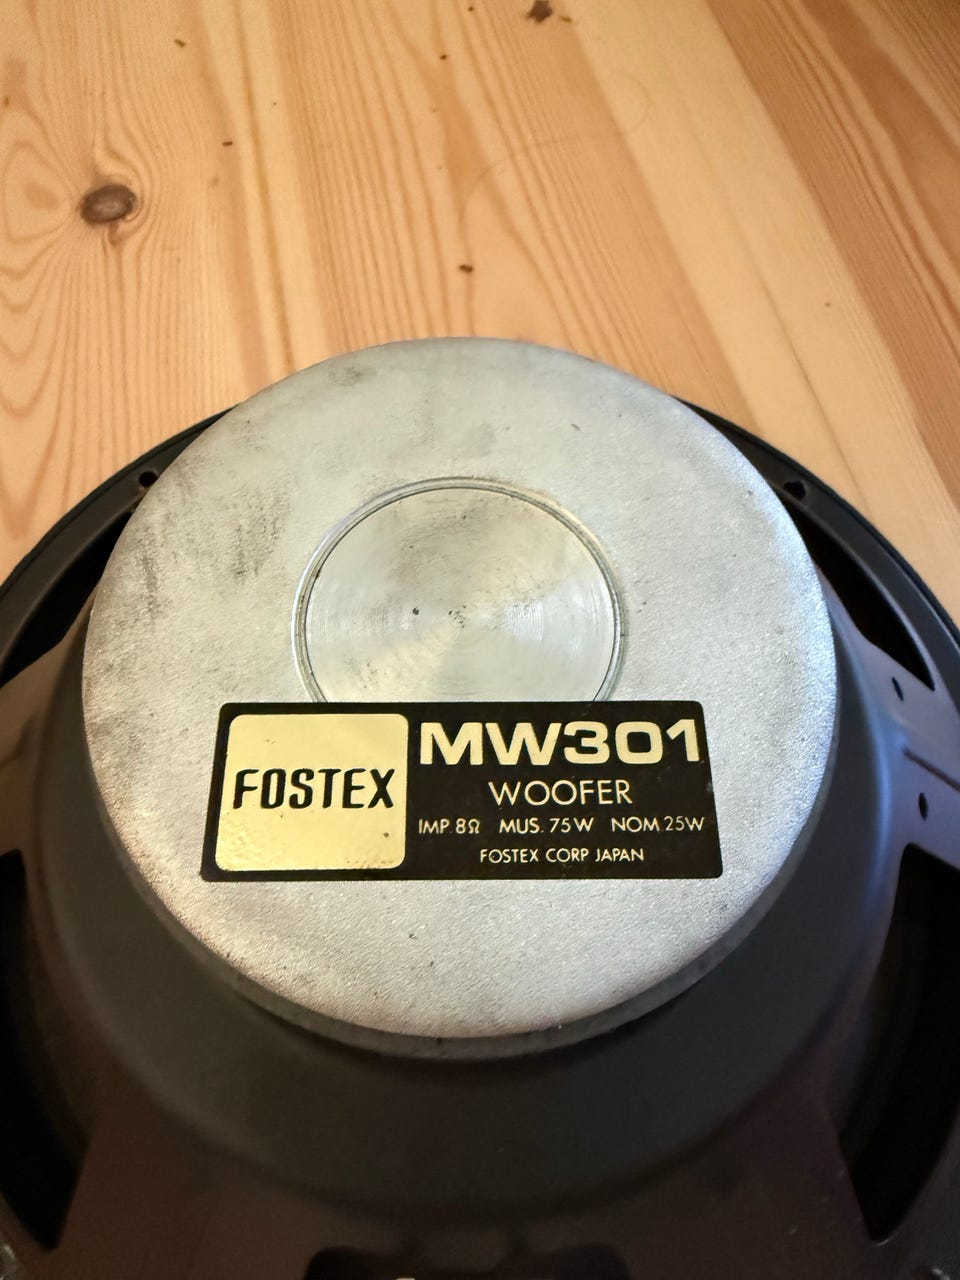 FOSTEX
MW301
WOOFER
IMP. 8Ω MUS. 75W NOM. 25W
FOSTEX CORP JAPAN